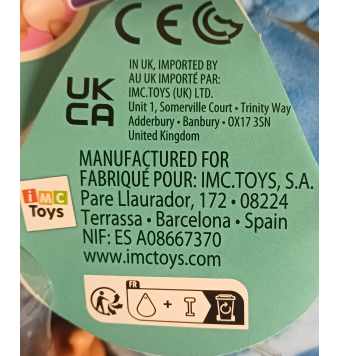 CE
UK
CA
IN UK, IMPORTED BY
AU UK IMPORTÉ PAR:
IMC.TOYS (UK) LTD.
Unit 1, Somerville Court • Trinity Way
Adderbury • Banbury • OX17 3SN
United Kingdom
MANUFACTURED FOR
FABRIQUÉ POUR: IMC.TOYS, S.A.
Pare Llaurador, 172 • 08224
Terrassa • Barcelona • Spain
NIF: ES A08667370
www.imctoys.com
IMC
Toys
FR
+